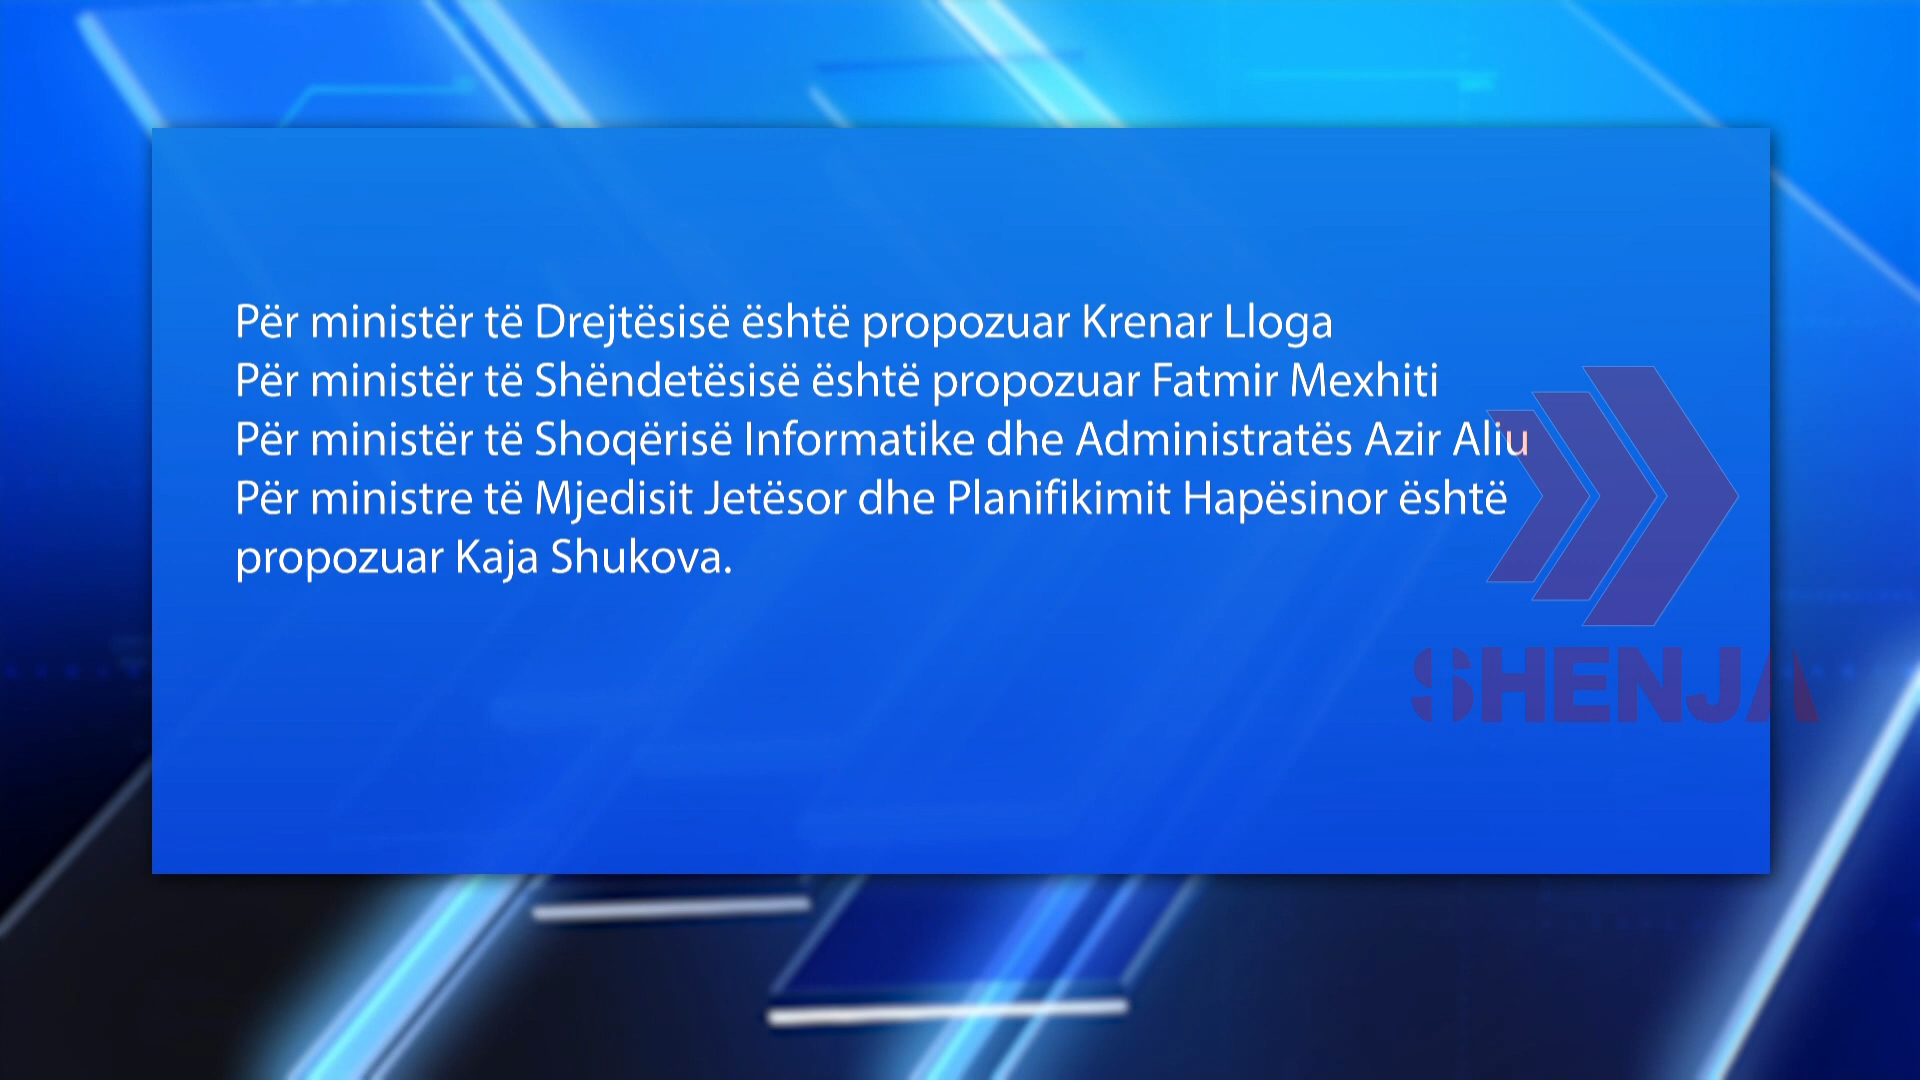 Për ministër të Drejtësisë është propozuar Krenar Lloga
Për ministër të Shëndetësisë është propozuar Fatmir Mexhiti
Për ministër të Shoqërisë Informatike dhe Administratës Azir Aliu
Për ministre të Mjedisit Jetësor dhe Planifikimit Hapësinor është
propozuar Kaja Shukova.
SHENJA